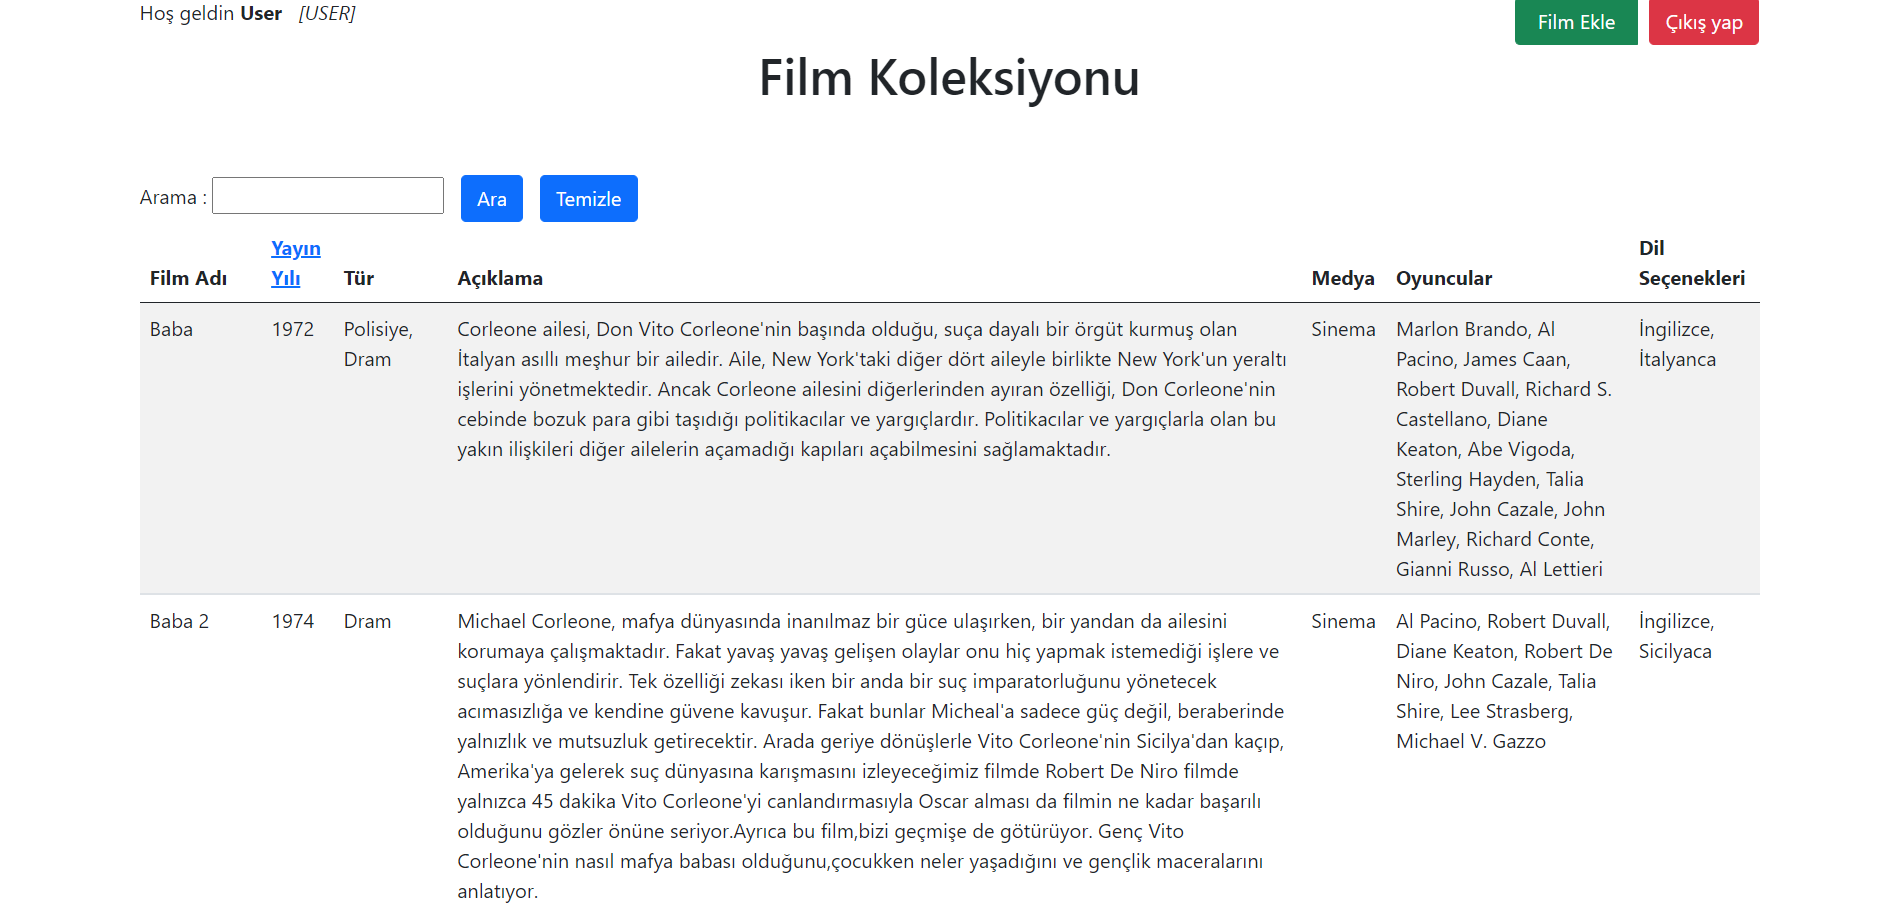 Hoş geldin User [USER]
Film Ekle
Çıkış yap
Film Koleksiyonu
Arama :
Ara
Temizle
Film Adı
Yayın
Yılı
Tür
Açıklama
Medya
Oyuncular
Dil
Seçenekleri
Baba
1972
Polisiye,
Dram
Corleone ailesi, Don Vito Corleone'nin başında olduğu, suça dayalı bir örgüt kurmuş olan
İtalyan asıllı meşhur bir ailedir. Aile, New York'taki diğer dört aileyle birlikte New York'un yeraltı
işlerini yönetmektedir. Ancak Corleone ailesini diğerlerinden ayıran özelliği, Don Corleone'nin
cebinde bozuk para gibi taşıdığı politikacılar ve yargıçlardır. Politikacılar ve yargıçlarla olan bu
yakın ilişkileri diğer ailelerin açamadığı kapıları açabilmesini sağlamaktadır.
Sinema
Marlon Brando, Al
Pacino, James Caan,
Robert Duvall, Richard S.
Castellano, Diane
Keaton, Abe Vigoda,
Sterling Hayden, Talia
Shire, John Cazale, John
Marley, Richard Conte,
Gianni Russo, Al Lettieri
İngilizce,
İtalyanca
Baba 2
1974
Dram
Michael Corleone, mafya dünyasında inanılmaz bir güce ulaşırken, bir yandan da ailesini
korumaya çalışmaktadır. Fakat yavaş yavaş gelişen olaylar onu hiç yapmak istemediği işlere ve
suçlara yönlendirir. Tek özelliği zekası iken bir anda bir suç imparatorluğunu yönetecek
acımasızlığa ve kendine güvene kavuşur. Fakat bunlar Micheal'a sadece güç değil, beraberinde
yalnızlık ve mutsuzluk getirecektir. Arada geriye dönüşlerle Vito Corleone'nin Sicilya'dan kaçıp,
Amerika'ya gelerek suç dünyasına karışmasını izleyeceğimiz filmde Robert De Niro filmde
yalnızca 45 dakika Vito Corleone'yi canlandırmasıyla Oscar alması da filmin ne kadar başarılı
olduğunu gözler önüne seriyor.Ayrıca bu film,bizi geçmişe de götürüyor. Genç Vito
Corleone'nin nasıl mafya babası olduğunu,çocukken neler yaşadığını ve gençlik maceralarını
anlatıyor.
Sinema
Al Pacino, Robert Duvall,
Diane Keaton, Robert De
Niro, John Cazale, Talia
Shire, Lee Strasberg,
Michael V. Gazzo
İngilizce,
Sicilyaca